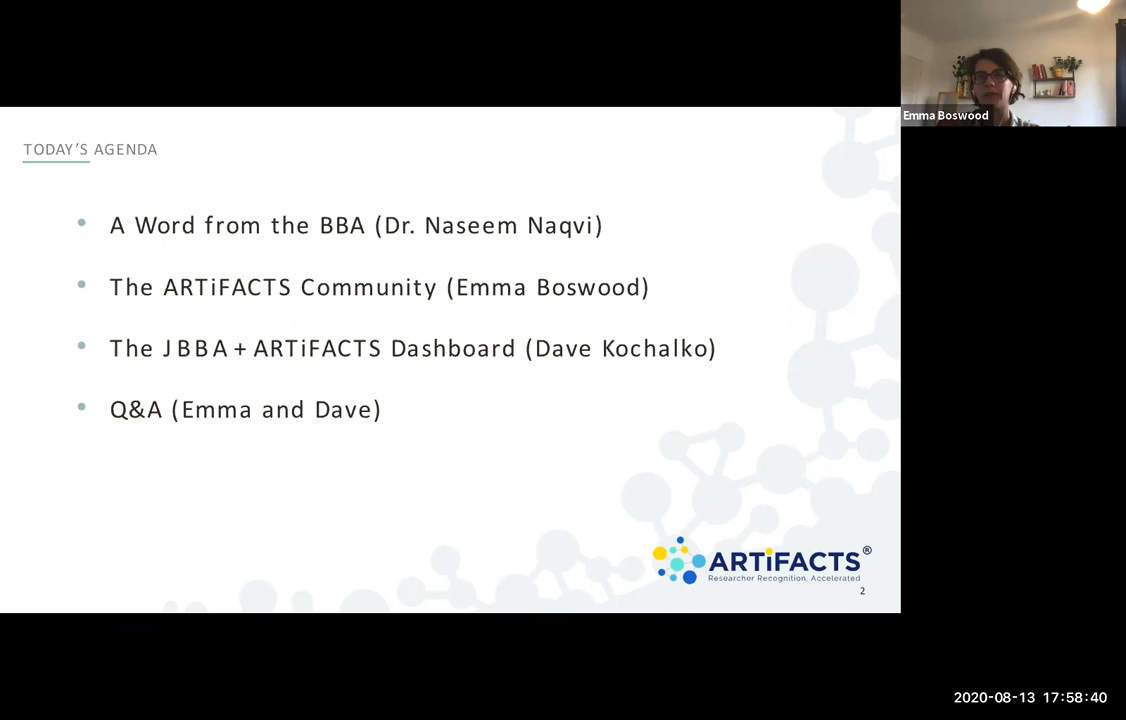 Emma Boswood
TODAY'S AGENDA
• A Word from the BBA (Dr. Naseem Naqvi)
• The ARTiFACTS Community (Emma Boswood)
• The JBBA + ARTiFACTS Dashboard (Dave Kochalko)
• Q&A (Emma and Dave)
ARTiFACTS®
Researcher Recognition, Accelerated
2
2020-08-13 17:58:40